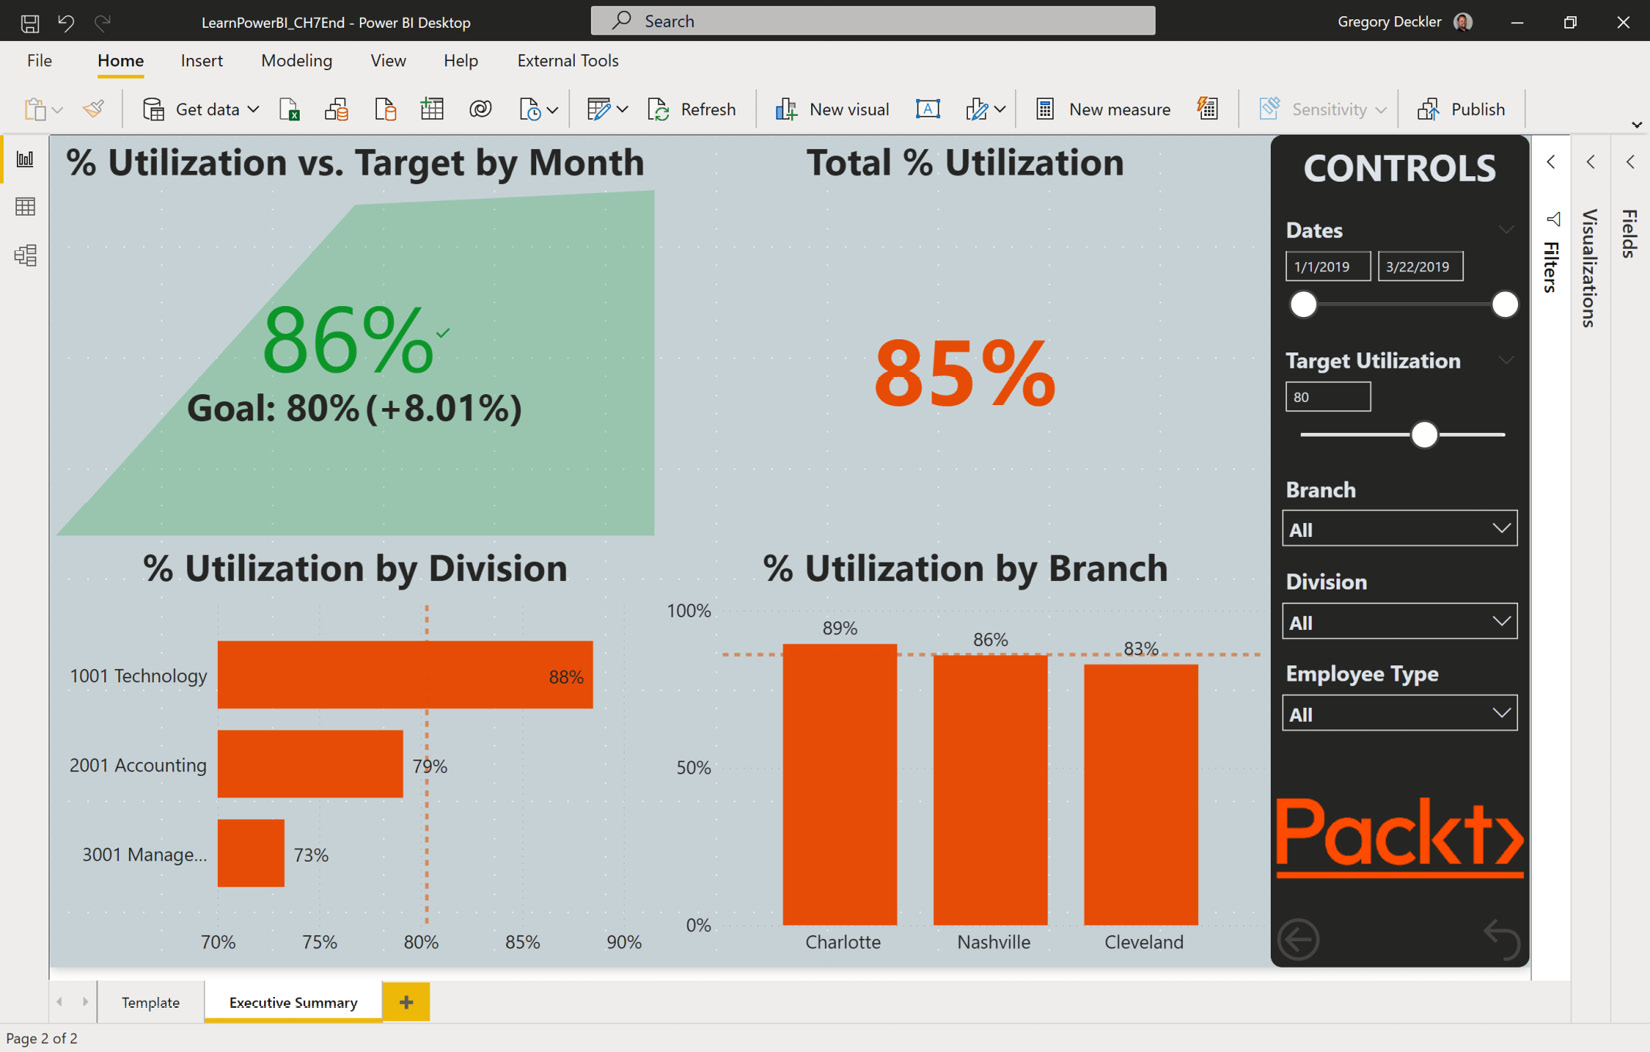 LearnPowerBI_CH7End - Power BI Desktop
Search
Gregory Deckler
File Home Insert Modeling View Help External Tools
Get data Refresh New visual New measure Sensitivity Publish
% Utilization vs. Target by Month
86%
Goal: 80% (+8.01%)
Total % Utilization
85%
% Utilization by Division
1001 Technology 88%
2001 Accounting 79%
3001 Manage... 73%
70% 75% 80% 85% 90%
% Utilization by Branch
100%
50%
0%
89% 86% 83%
Charlotte Nashville Cleveland
CONTROLS
Dates
1/1/2019 3/22/2019
Target Utilization
80
Branch
All
Division
All
Employee Type
All
Packt
Filters
Visualizations
Fields
Template Executive Summary
Page 2 of 2